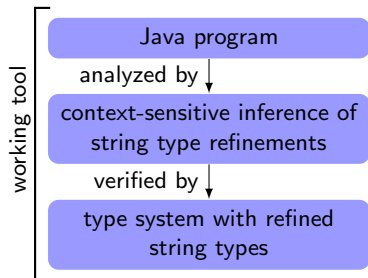 working tool
Java program
analyzed by
context-sensitive inference of
string type refinements
verified by
type system with refined
string types